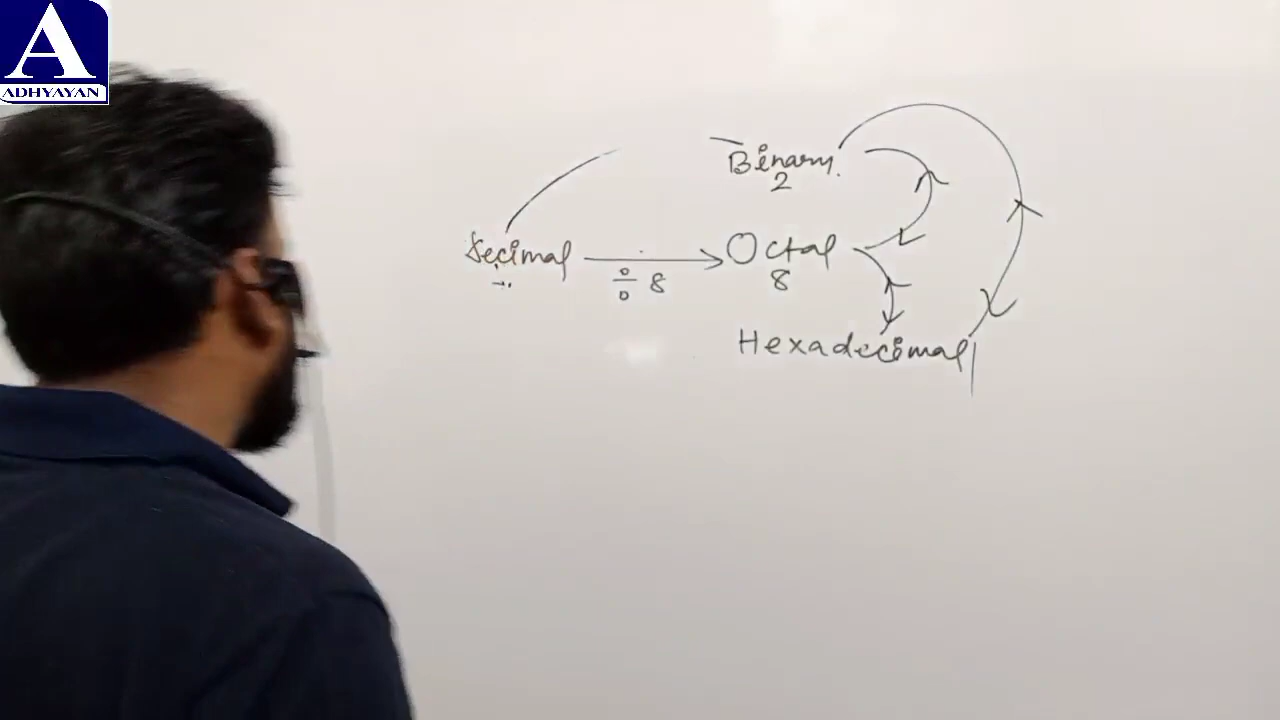 A
ADHYAYAN
Binary.
2
Decimal
÷ 8
Octal
8
Hexadecimal